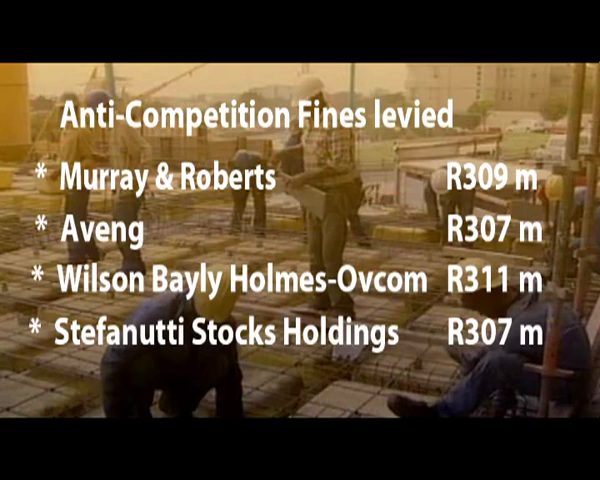 Anti-Competition Fines levied
* Murray & Roberts R309 m
* Aveng R307 m
* Wilson Bayly Holmes-Ovcom R311 m
* Stefanutti Stocks Holdings R307 m